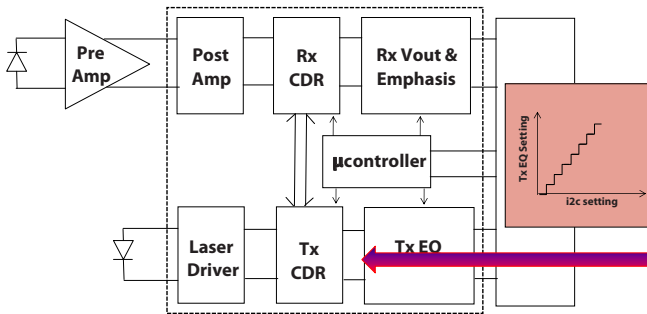 Pre
Amp
Post
Amp
Rx
CDR
Rx Vout &
Emphasis
µcontroller
Tx EQ Setting
i2c setting
Laser
Driver
Tx
CDR
Tx EQ